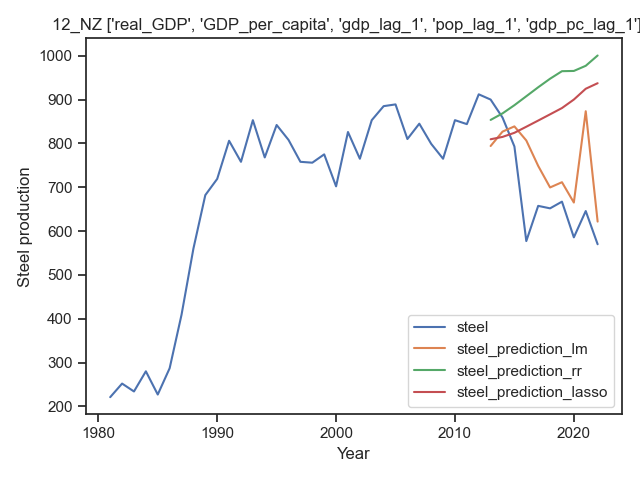 12_NZ ['real_GDP', 'GDP_per_capita', 'gdp_lag_1', 'pop_lag_1', 'gdp_pc_lag_1']
Steel production
1000
900
800
700
600
500
400
300
200
1980
1990
2000
2010
2020
Year
steel
steel_prediction_lm
steel_prediction_rr
steel_prediction_lasso